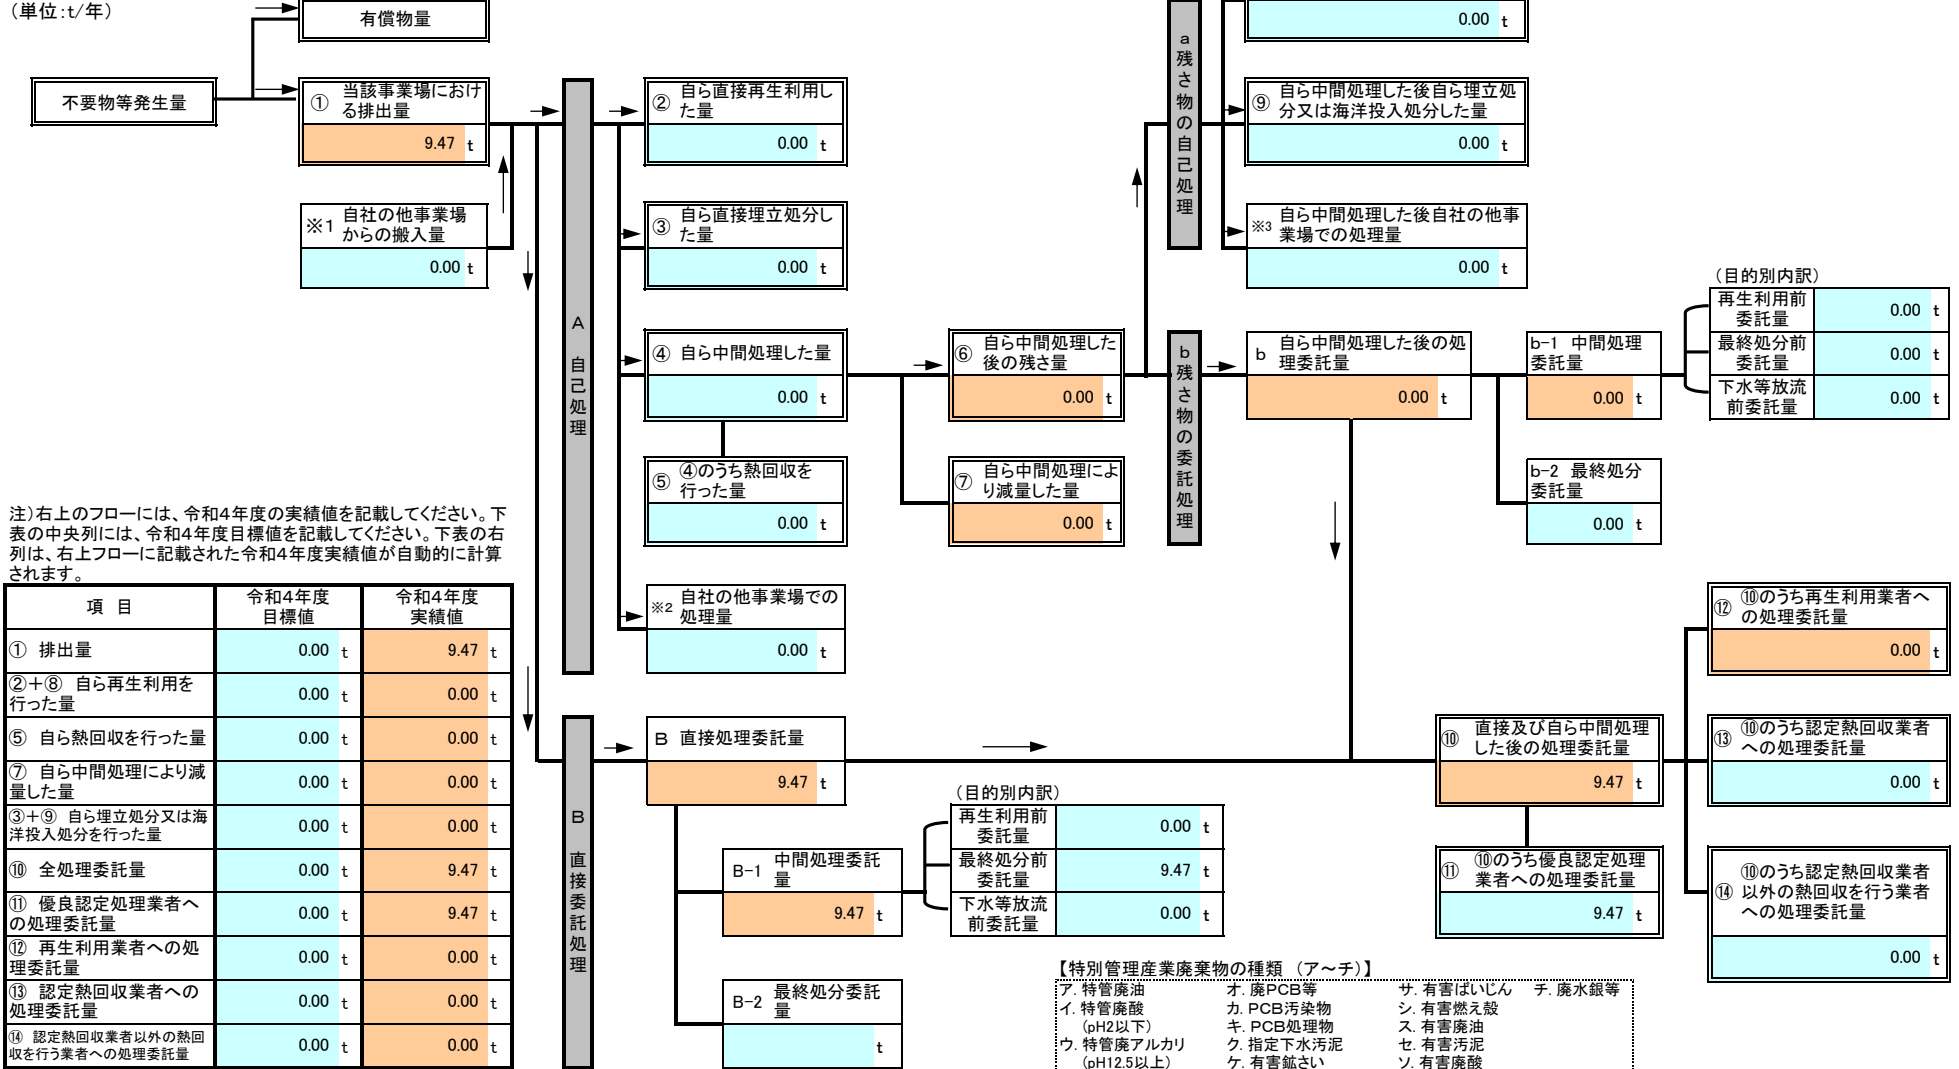 （単位：t/年）
有償物量
不要物等発生量
① 当該事業場におけ
る排出量
9.47 t
※1 自社の他事業場
からの搬入量
0.00 t
A 自己処理
② 自ら直接再生利用し
た量
0.00 t
③ 自ら直接埋立処分し
た量
0.00 t
④ 自ら中間処理した量
0.00 t
⑤ ④のうち熱回収を
行った量
0.00 t
※2 自社の他事業場での
処理量
0.00 t
⑥ 自ら中間処理した
後の残さ量
0.00 t
⑦ 自ら中間処理によ
り減量した量
0.00 t
a 残さ物の自己処理
0.00 t
⑨ 自ら中間処理した後自ら埋立処
分又は海洋投入処分した量
0.00 t
※3 自ら中間処理した後自社の他事
業場での処理量
0.00 t
b 残さ物の委託処理
b 自ら中間処理した後の処
理委託量
0.00 t
b-1 中間処理
委託量
0.00 t
b-2 最終処分
委託量
0.00 t
（目的別内訳）
再生利用前
委託量
0.00 t
最終処分前
委託量
0.00 t
下水等放流
前委託量
0.00 t
注）右上のフローには、令和4年度の実績値を記載してください。下
表の中央列には、令和4年度目標値を記載してください。下表の右
列は、右上フローに記載された令和4年度実績値が自動的に計算
されます。
項 目 令和4年度 令和4年度
目標値 実績値
① 排出量 0.00 t 9.47 t
②＋⑧ 自ら再生利用を
行った量 0.00 t 0.00 t
⑤ 自ら熱回収を行った量 0.00 t 0.00 t
⑦ 自ら中間処理により減
量した量 0.00 t 0.00 t
③＋⑨ 自ら埋立処分又は海
洋投入処分を行った量 0.00 t 0.00 t
⑩ 全処理委託量 0.00 t 9.47 t
⑪ 優良認定処理業者へ
の処理委託量 0.00 t 9.47 t
⑫ 再生利用業者への処
理委託量 0.00 t 0.00 t
⑬ 認定熱回収業者への
処理委託量 0.00 t 0.00 t
⑭ 認定熱回収業者以外の熱回
収を行う業者への処理委託量 0.00 t 0.00 t
B 直接委託処理
B 直接処理委託量
9.47 t
B-1 中間処理委託
量
9.47 t
B-2 最終処分委託
量
t
（目的別内訳）
再生利用前
委託量
0.00 t
最終処分前
委託量
9.47 t
下水等放流
前委託量
0.00 t
⑩ 直接及び自ら中間処理
した後の処理委託量
9.47 t
⑪ ⑩のうち優良認定処理
業者への処理委託量
9.47 t
⑫ ⑩のうち再生利用業者へ
の処理委託量
0.00 t
⑬ ⑩のうち認定熱回収業者
への処理委託量
0.00 t
⑭ ⑩のうち認定熱回収業者
以外の熱回収を行う業者
への処理委託量
0.00 t
【特別管理産業廃棄物の種類 （ア～チ）】
ア. 特管廃油 オ. 廃PCB等 サ. 有害ばいじん チ. 廃水銀等
イ. 特管廃酸 カ. PCB汚染物 シ. 有害燃え殻
（pH2以下） キ. PCB処理物 ス. 有害廃油
ウ. 特管廃アルカリ ク. 指定下水汚泥 セ. 有害汚泥
（pH12.5以上） ケ. 有害鉱さい ソ. 有害廃酸